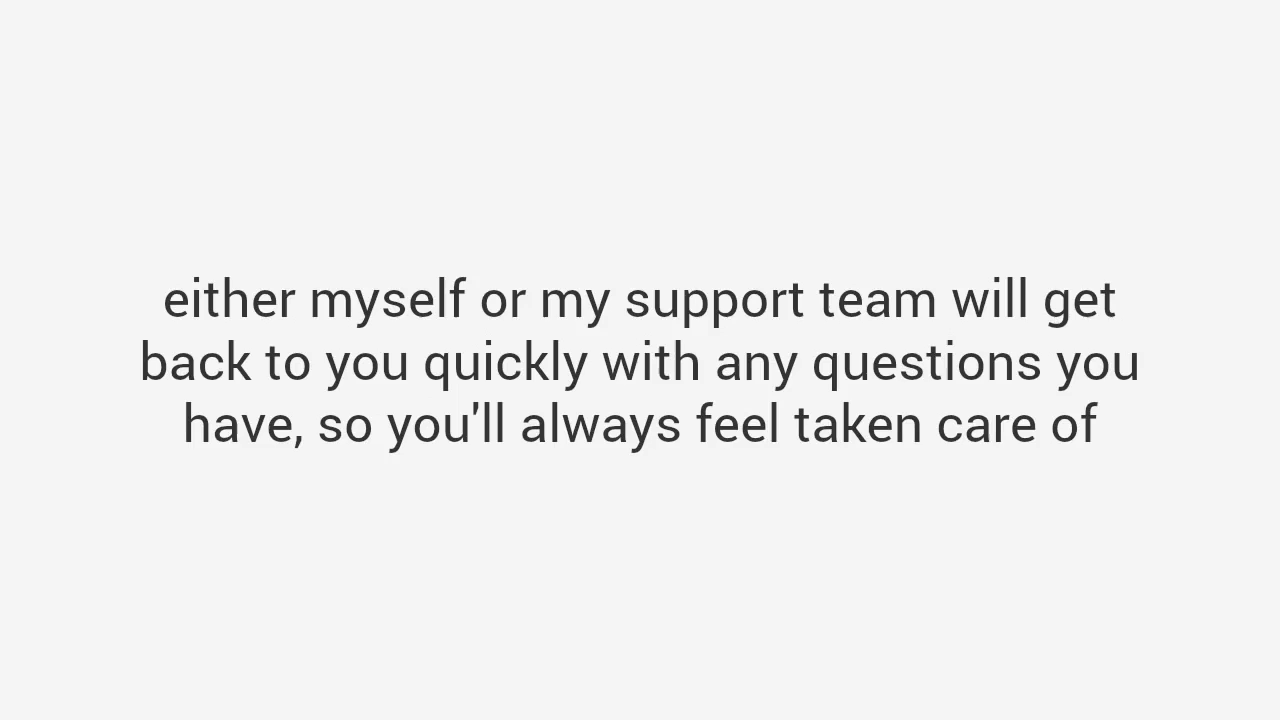 either myself or my support team will get
back to you quickly with any questions you
have, so you'll always feel taken care of